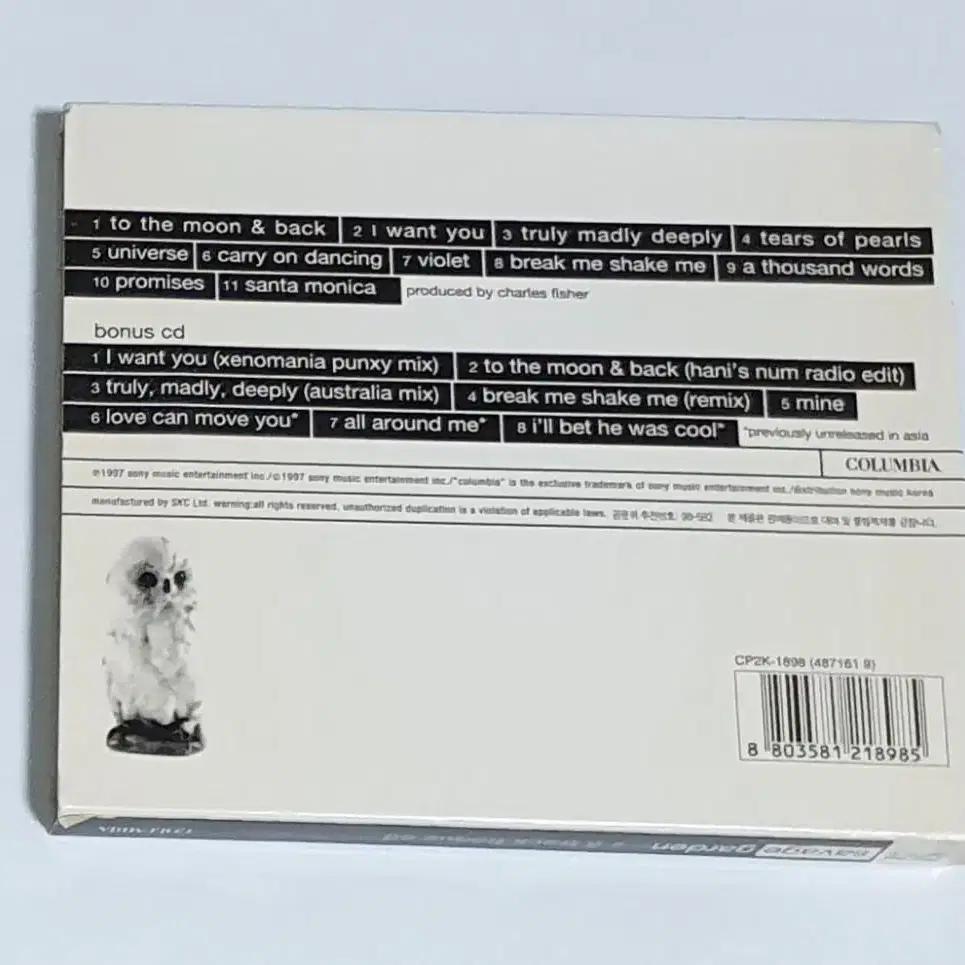 1 to the moon & back 2 I want you 3 truly madly deeply 4 tears of pearls
5 universe 6 carry on dancing 7 violet 8 break me shake me 9 a thousand words
10 promises 11 santa monica produced by charles fisher
bonus cd
1 I want you (xenomania punxy mix) 2 to the moon & back (hani's num radio edit)
3 truly, madly, deeply (australia mix) 4 break me shake me (remix) 5 mine
6 love can move you* 7 all around me* 8 i'll bet he was cool* *previously unreleased in asia
COLUMBIA
℗1997 sony music entertainment inc./©1997 sony music entertainment inc./"columbia" is the exclusive trademark of sony music entertainment inc./distribution sony music korea
manufactured by SKC Ltd. warning:all rights reserved. unauthorized duplication is a violation of applicable laws.
CP2K-1898 (487161 9)
8 803581 218985
savage garden